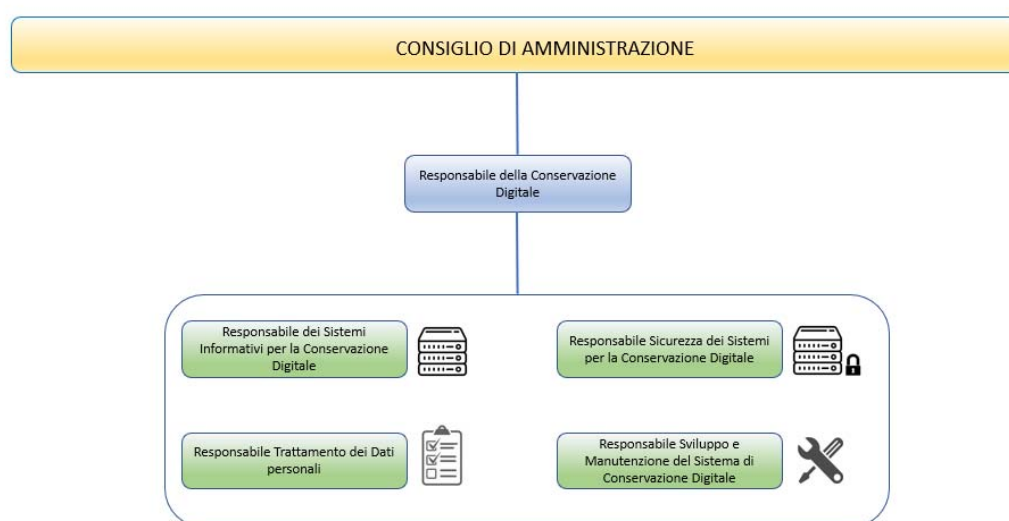 CONSIGLIO DI AMMINISTRAZIONE
Responsabile della Conservazione
Digitale
Responsabile dei Sistemi
Informativi per la Conservazione
Digitale
Responsabile Sicurezza dei Sistemi
per la Conservazione Digitale
Responsabile Trattamento dei Dati
personali
Responsabile Sviluppo e
Manutenzione del Sistema di
Conservazione Digitale